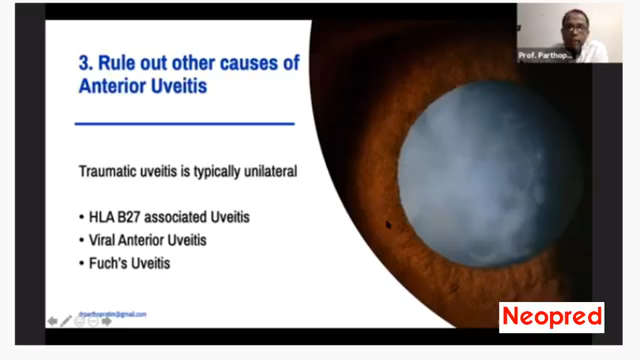 3. Rule out other causes of
Anterior Uveitis
Prof. Parthop...
Traumatic uveitis is typically unilateral
• HLA B27 associated Uveitis
• Viral Anterior Uveitis
• Fuch's Uveitis
drparthopratim@gmail.com
Neopred